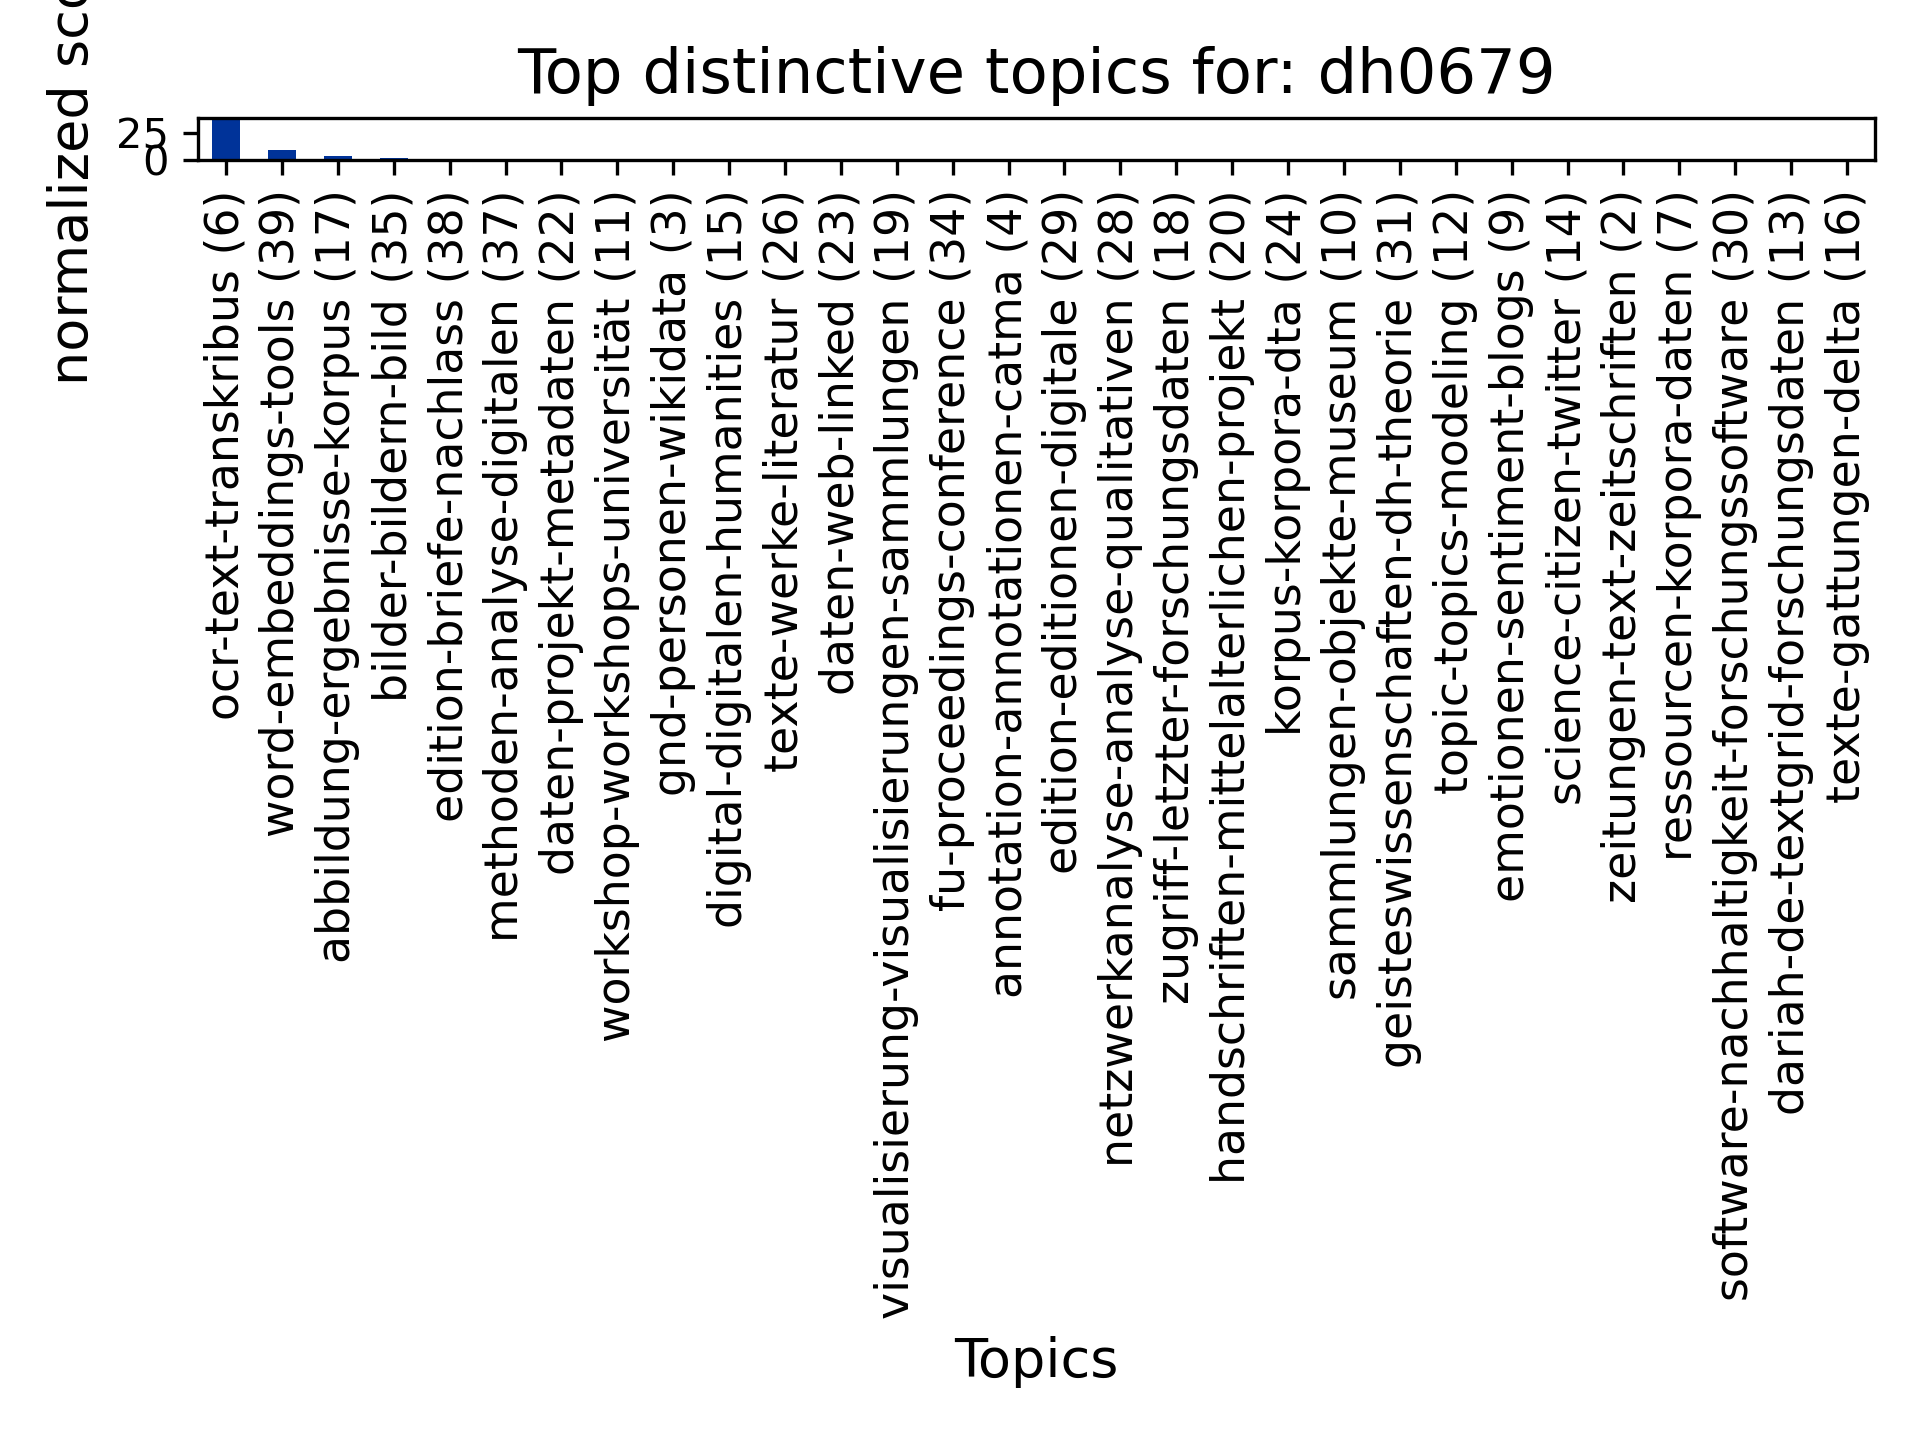 Top distinctive topics for: dh0679
normalized
25
0
ocr-text-transkribus (6)
word-embeddings-tools (39)
abbildung-ergebnisse-korpus (17)
bilder-bildern-bild (35)
edition-briefe-nachlass (38)
methoden-analyse-digitalen (37)
daten-projekt-metadaten (22)
workshop-workshops-universität (11)
gnd-personen-wikidata (3)
digital-digitalen-humanities (15)
texte-werke-literatur (26)
daten-web-linked (23)
visualisierung-visualisierungen-sammlungen (19)
fu-proceedings-conference (34)
annotation-annotationen-catma (4)
edition-editionen-digitale (29)
netzwerkanalyse-analyse-qualitativen (28)
zugriff-letzter-forschungsdaten (18)
handschriften-mittelalterlichen-projekt (20)
korpus-korpora-dta (24)
sammlungen-objekte-museum (10)
geisteswissenschaften-dh-theorie (31)
topic-topics-modeling (12)
emotionen-sentiment-blogs (9)
science-citizen-twitter (14)
zeitungen-text-zeitschriften (2)
ressourcen-korpora-daten (7)
software-nachhaltigkeit-forschungssoftware (30)
dariah-de-textgrid-forschungsdaten (13)
texte-gattungen-delta (16)
Topics